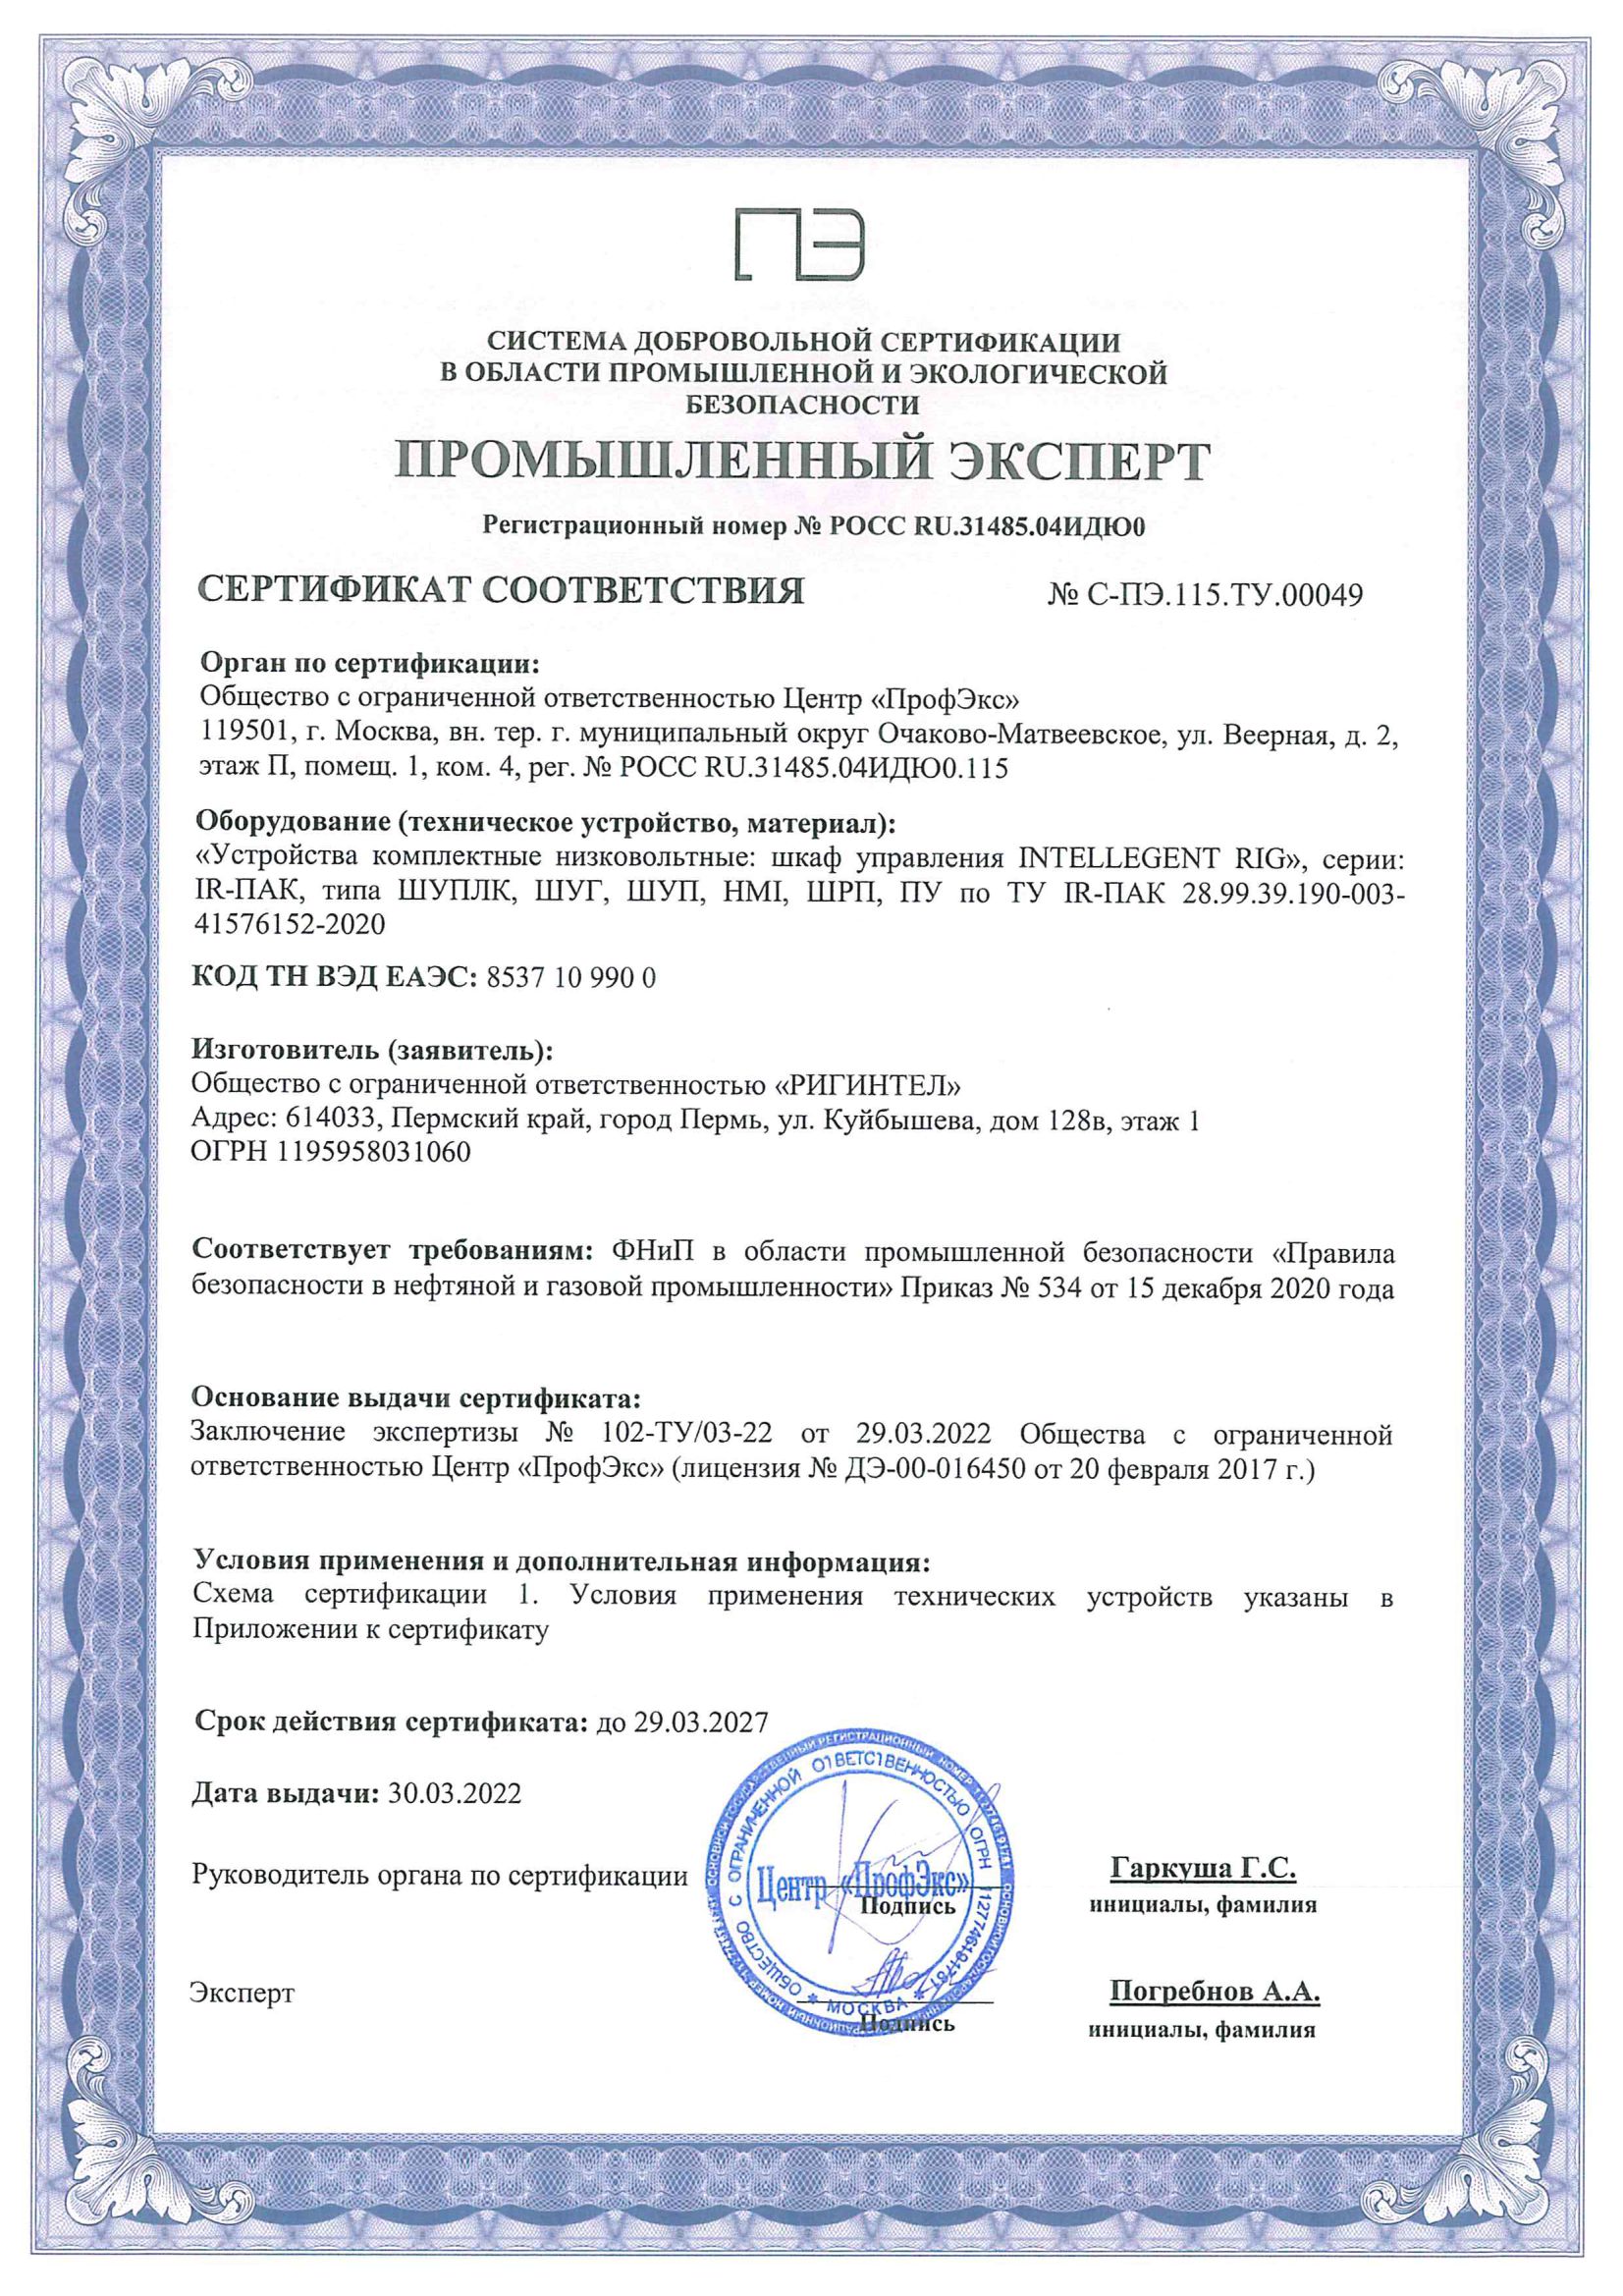 ПЭ
СИСТЕМА ДОБРОВОЛЬНОЙ СЕРТИФИКАЦИИ
В ОБЛАСТИ ПРОМЫШЛЕННОЙ И ЭКОЛОГИЧЕСКОЙ
БЕЗОПАСНОСТИ
ПРОМЫШЛЕННЫЙ ЭКСПЕРТ
Регистрационный номер № РОСС RU.31485.04ИДЮ0
СЕРТИФИКАТ СООТВЕТСТВИЯ № С-ПЭ.115.ТУ.00049
Орган по сертификации:
Общество с ограниченной ответственностью Центр «ПрофЭкс»
119501, г. Москва, вн. тер. г. муниципальный округ Очаково-Матвеевское, ул. Веерная, д. 2,
этаж П, помещ. 1, ком. 4, рег. № РОСС RU.31485.04ИДЮ0.115
Оборудование (техническое устройство, материал):
«Устройства комплектные низковольтные: шкаф управления INTELLEGENT RIG», серии:
IR-ПАК, типа ШУПЛК, ШУГ, ШУП, HMI, ШРП, ПУ по ТУ IR-ПАК 28.99.39.190-003-
41576152-2020
КОД ТН ВЭД ЕАЭС: 8537 10 990 0
Изготовитель (заявитель):
Общество с ограниченной ответственностью «РИГИНТЕЛ»
Адрес: 614033, Пермский край, город Пермь, ул. Куйбышева, дом 128в, этаж 1
ОГРН 1195958031060
Соответствует требованиям: ФНиП в области промышленной безопасности «Правила
безопасности в нефтяной и газовой промышленности» Приказ № 534 от 15 декабря 2020 года
Основание выдачи сертификата:
Заключение экспертизы № 102-ТУ/03-22 от 29.03.2022 Общества с ограниченной
ответственностью Центр «ПрофЭкс» (лицензия № ДЭ-00-016450 от 20 февраля 2017 г.)
Условия применения и дополнительная информация:
Схема сертификации 1. Условия применения технических устройств указаны в
Приложении к сертификату
Срок действия сертификата: до 29.03.2027
Дата выдачи: 30.03.2022
ОБЩЕСТВО С ОГРАНИЧЕННОЙ ОТВЕТСТВЕННОСТЬЮ ОГРН 1127746191731
Центр «ПрофЭкс»
* МОСКВА *
Руководитель органа по сертификации
Подпись
Гаркуша Г.С.
инициалы, фамилия
Эксперт
Подпись
Погребнов А.А.
инициалы, фамилия